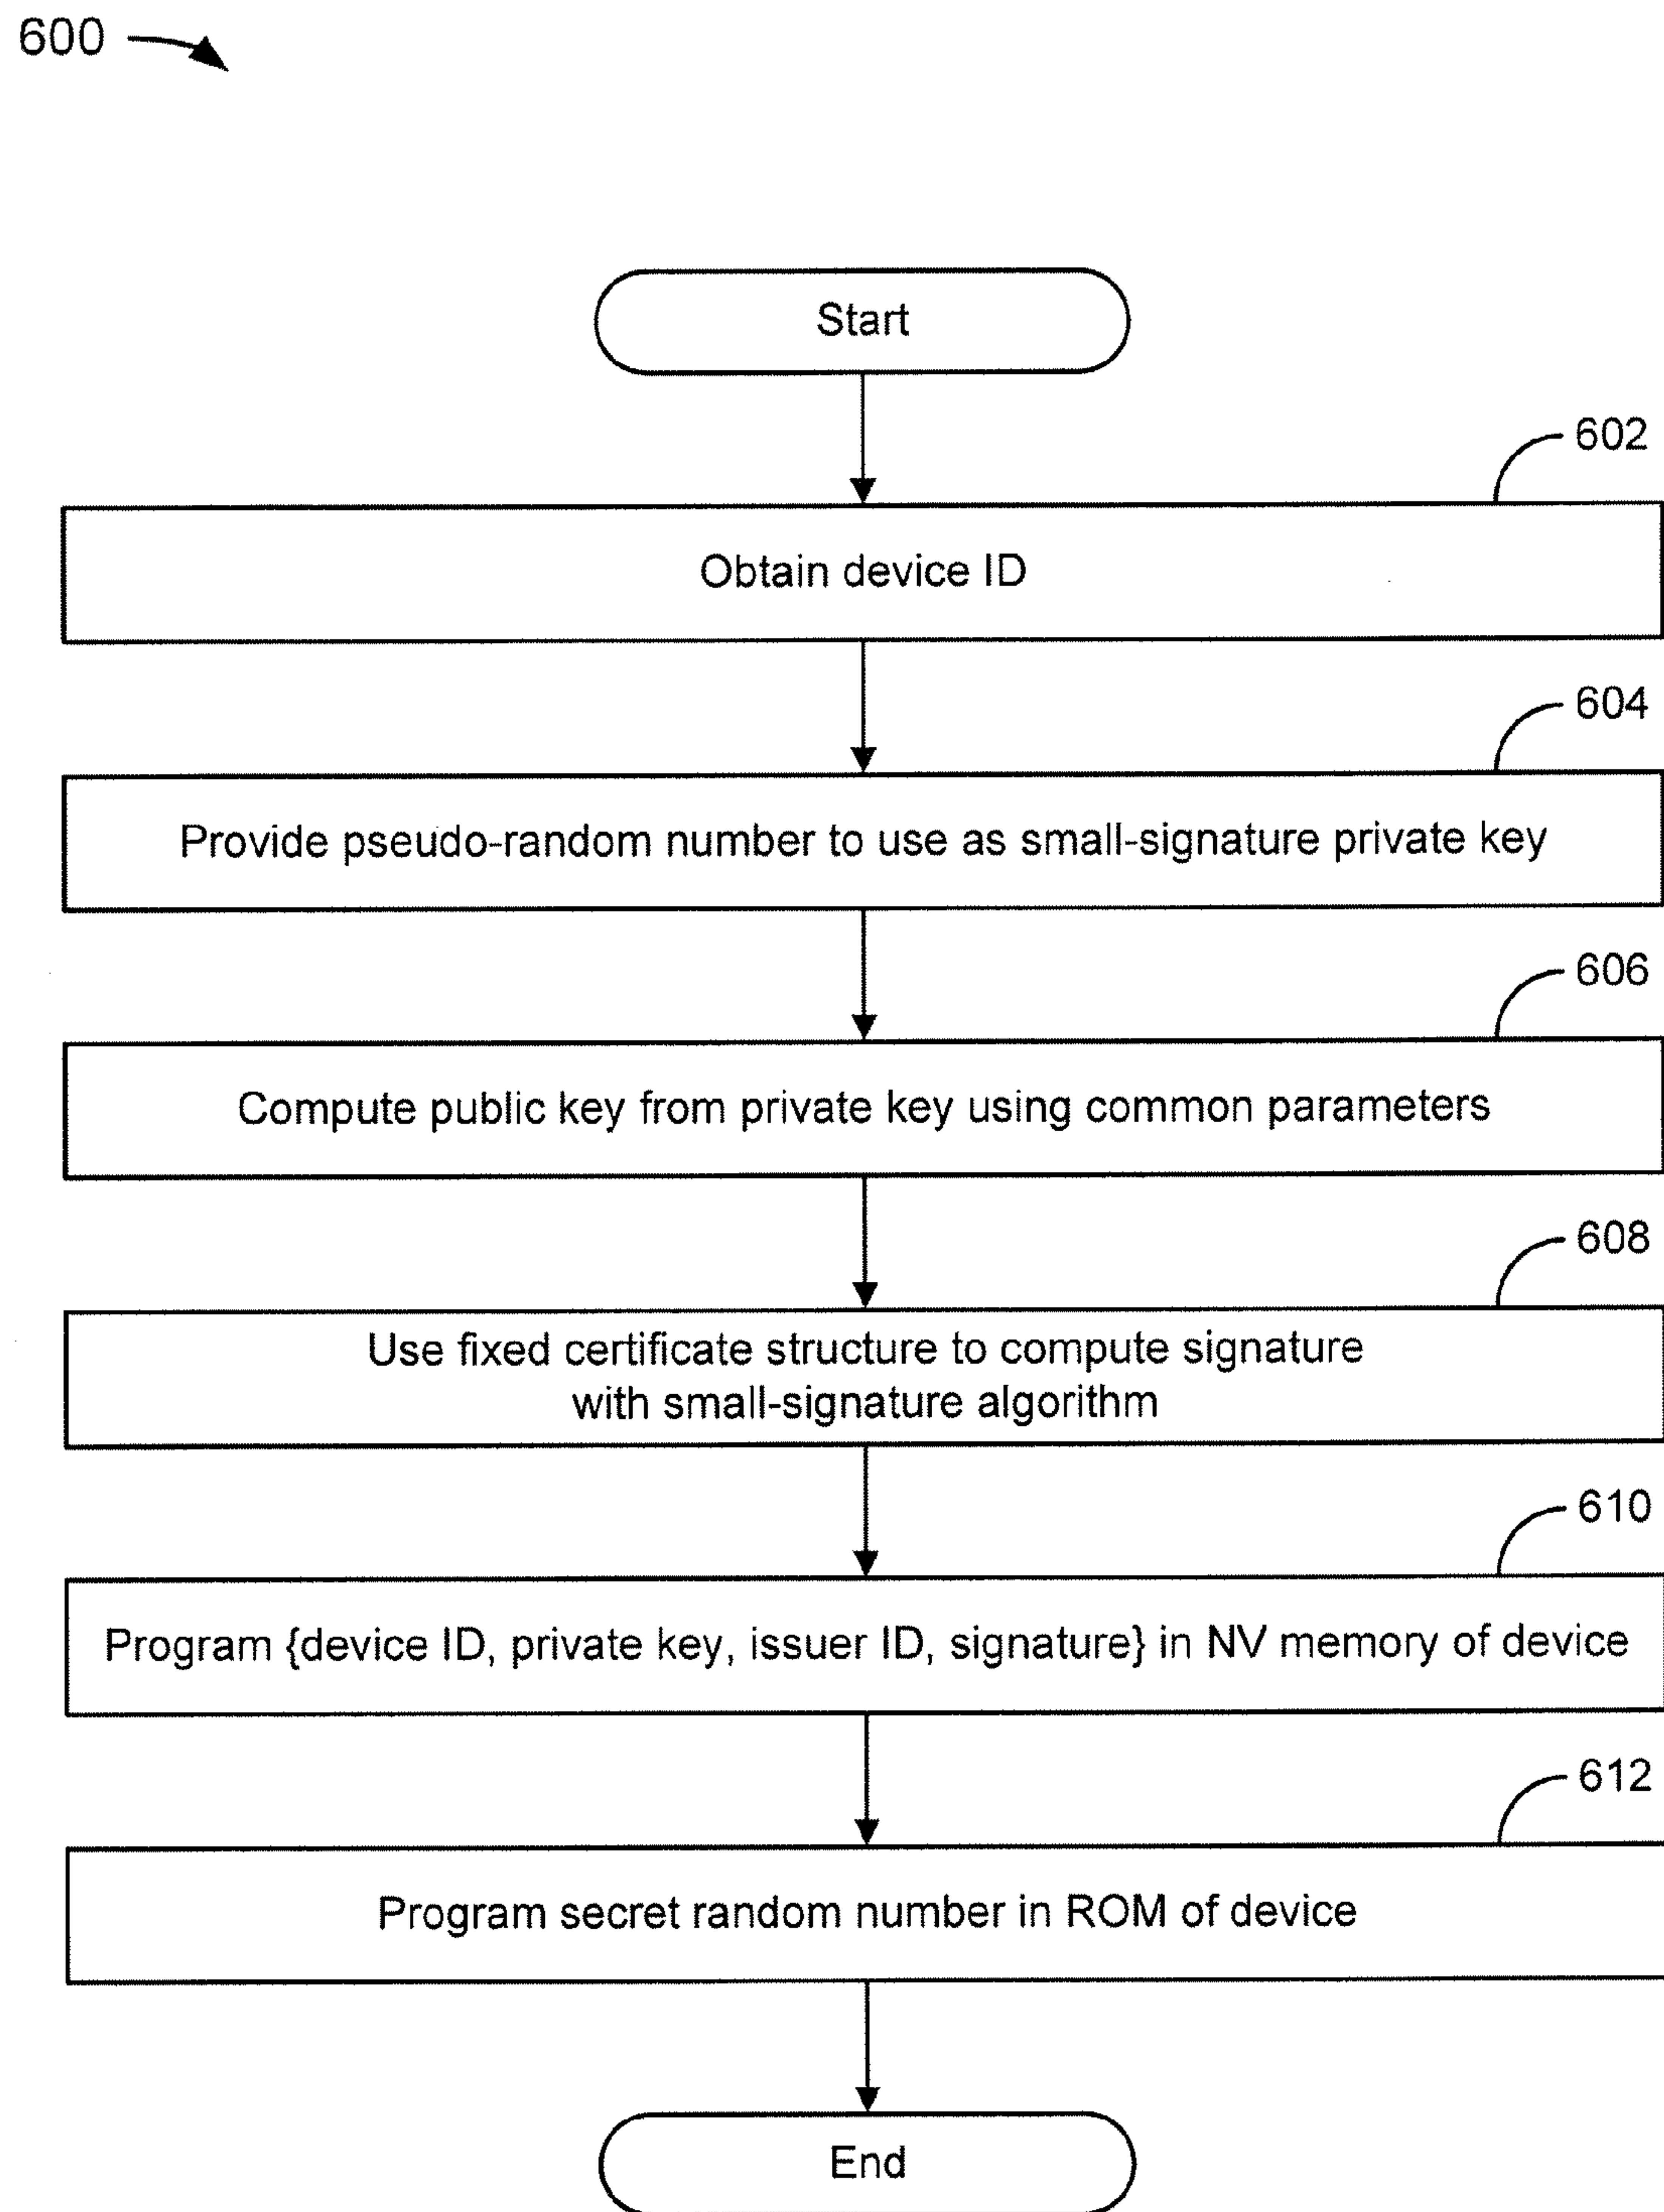 600
Start
602
Obtain device ID
604
Provide pseudo-random number to use as small-signature private key
606
Compute public key from private key using common parameters
608
Use fixed certificate structure to compute signature
with small-signature algorithm
610
Program {device ID, private key, issuer ID, signature} in NV memory of device
612
Program secret random number in ROM of device
End